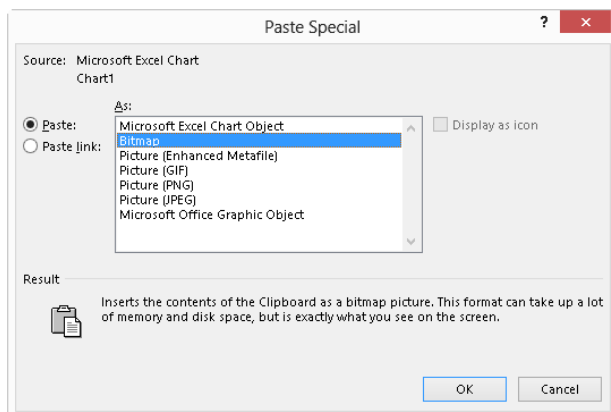 Paste Special
?
×
Source: Microsoft Excel Chart
Chart1
As:
Paste:
Paste link:
Microsoft Excel Chart Object
Bitmap
Picture (Enhanced Metafile)
Picture (GIF)
Picture (PNG)
Picture (JPEG)
Microsoft Office Graphic Object
Display as icon
Result
Inserts the contents of the Clipboard as a bitmap picture. This format can take up a lot
of memory and disk space, but is exactly what you see on the screen.
OK
Cancel